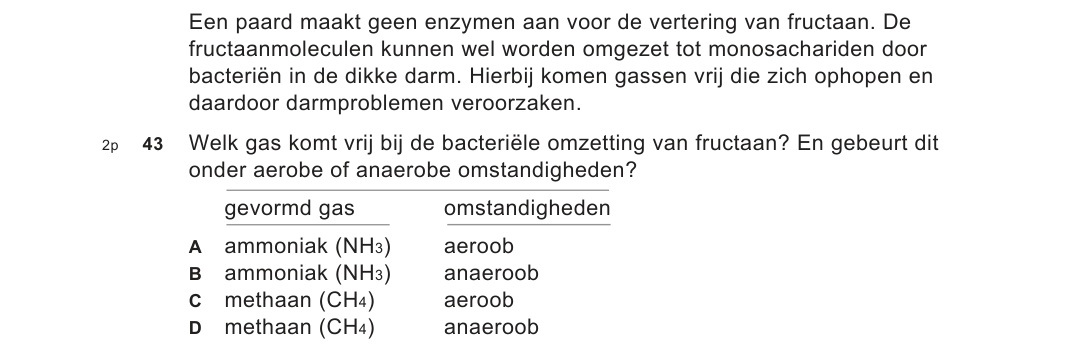 Een paard maakt geen enzymen aan voor de vertering van fructaan. De
fructaanmoleculen kunnen wel worden omgezet tot monosachariden door
bacteriën in de dikke darm. Hierbij komen gassen vrij die zich ophopen en
daardoor darmproblemen veroorzaken.
2p 43 Welk gas komt vrij bij de bacteriële omzetting van fructaan? En gebeurt dit
onder aerobe of anaerobe omstandigheden?
gevormd gas omstandigheden
A ammoniak (NH3) aeroob
B ammoniak (NH3) anaeroob
C methaan (CH4) aeroob
D methaan (CH4) anaeroob